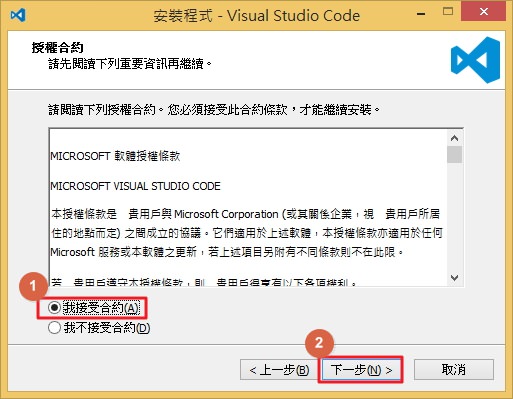 安裝程式 - Visual Studio Code
授權合約
請先閱讀下列重要資訊再繼續。
請閱讀下列授權合約。您必須接受此合約條款，才能繼續安裝。
MICROSOFT 軟體授權條款
MICROSOFT VISUAL STUDIO CODE
本授權條款是 貴用戶與 Microsoft Corporation (或其關係企業，視 貴用戶所居
住的地點而定) 之間成立的協議。它們適用於上述軟體，本授權條款亦適用於任何
Microsoft 服務或本軟體之更新，若上述項目另附有不同條款則不在此限。
若 貴用戶遵守本授權條款，則 貴用戶得享有以下各項權利。
1
我接受合約(A)
我不接受合約(D)
2
< 上一步(B)
下一步(N) >
取消